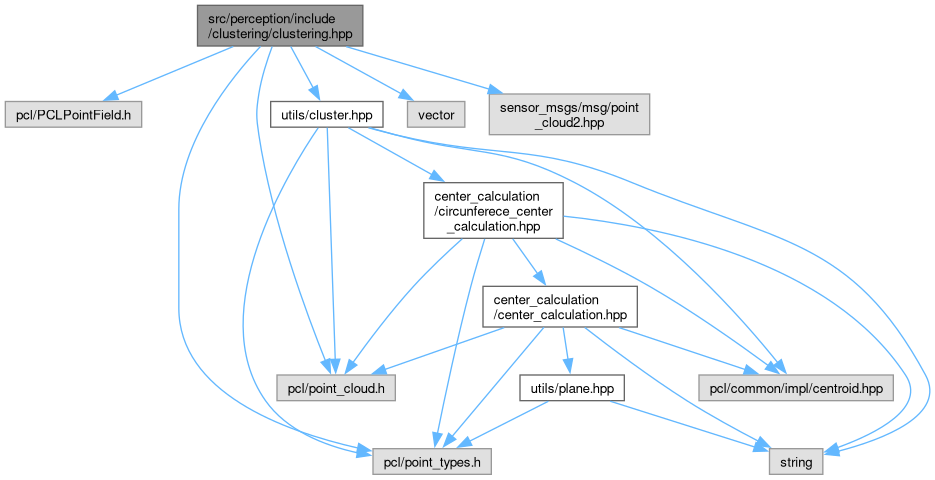 src/perception/include
/clustering/clustering.hpp
pcl/PCLPointField.h
utils/cluster.hpp
vector
sensor_msgs/msg/point
_cloud2.hpp
center_calculation
/circunferece_center
_calculation.hpp
center_calculation
/center_calculation.hpp
pcl/point_cloud.h
utils/plane.hpp
pcl/common/impl/centroid.hpp
pcl/point_types.h
string